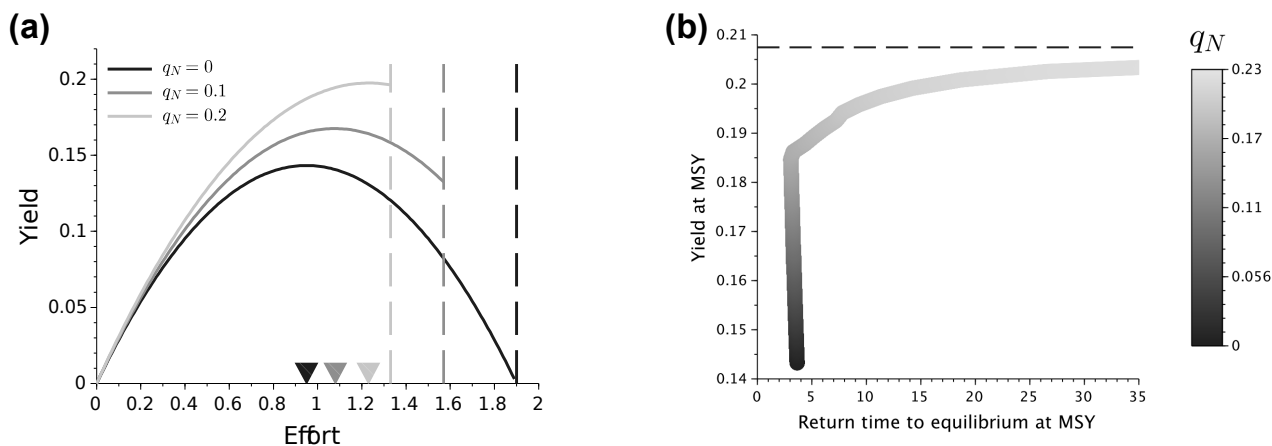 (a)
q_N = 0
q_N = 0.1
q_N = 0.2
Yield
0.2
0.15
0.1
0.05
0
0 0.2 0.4 0.6 0.8 1 1.2 1.4 1.6 1.8 2
Effort
(b)
Yield at MSY
0.21
0.2
0.19
0.18
0.17
0.16
0.15
0.14
0 5 10 15 20 25 30 35
Return time to equilibrium at MSY
q_N
0.23
0.17
0.11
0.056
0